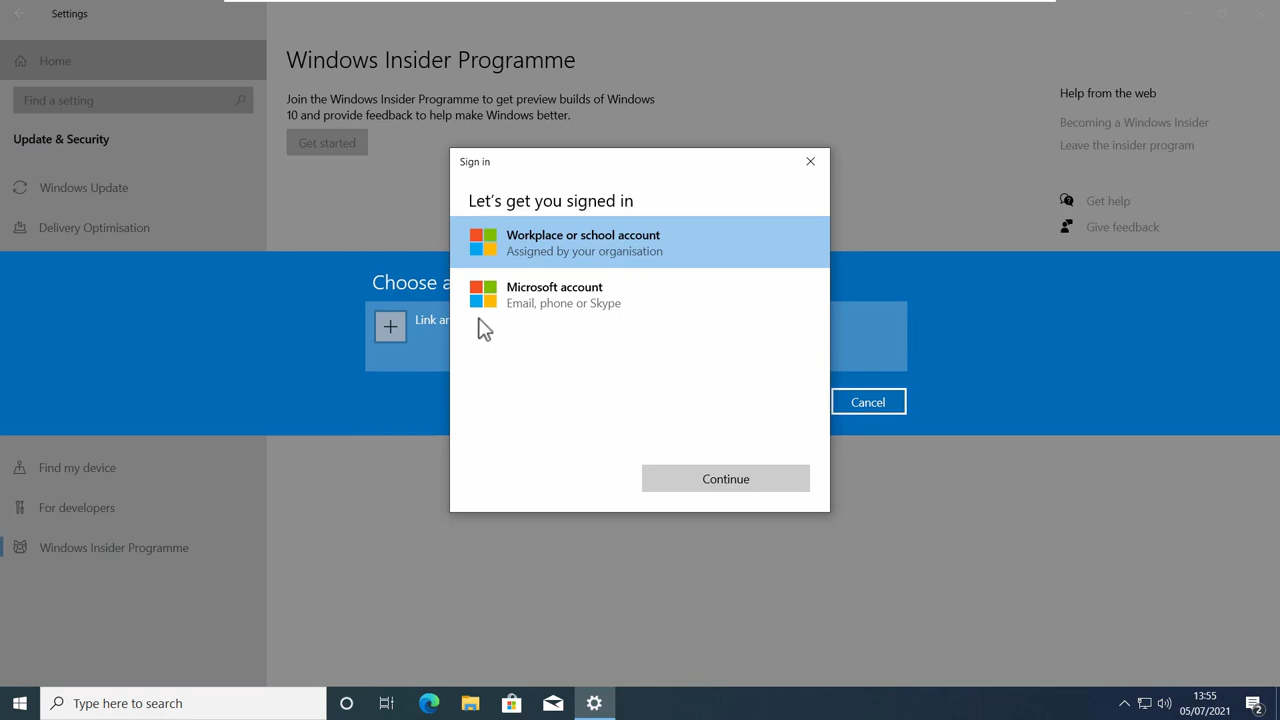 Settings
Home
Find a setting
Update & Security
Windows Update
Delivery Optimisation
Find my device
For developers
Windows Insider Programme
Windows Insider Programme
Join the Windows Insider Programme to get preview builds of Windows
10 and provide feedback to help make Windows better.
Get started
Help from the web
Becoming a Windows Insider
Leave the insider program
Get help
Give feedback
Choose a
Link an
Cancel
Sign in
Let's get you signed in
Workplace or school account
Assigned by your organisation
Microsoft account
Email, phone or Skype
Continue
Type here to search
13:55
05/07/2021
2